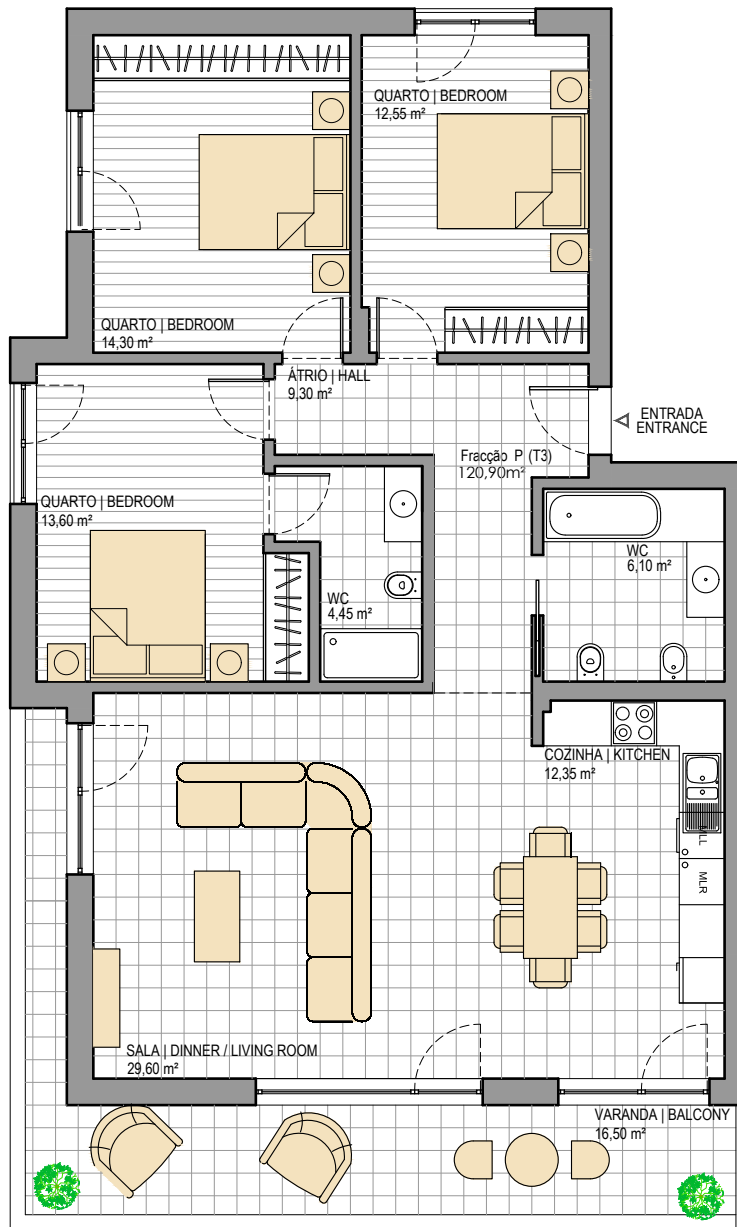 QUARTO | BEDROOM
12,55 m²
QUARTO | BEDROOM
14,30 m²
ÁTRIO | HALL
9,30 m²
ENTRADA
ENTRANCE
Fracção P (T3)
120,90m²
QUARTO | BEDROOM
13,60 m²
WC
6,10 m²
WC
4,45 m²
COZINHA | KITCHEN
12,35 m²
MLL
MLR
SALA | DINNER / LIVING ROOM
29,60 m²
VARANDA | BALCONY
16,50 m²